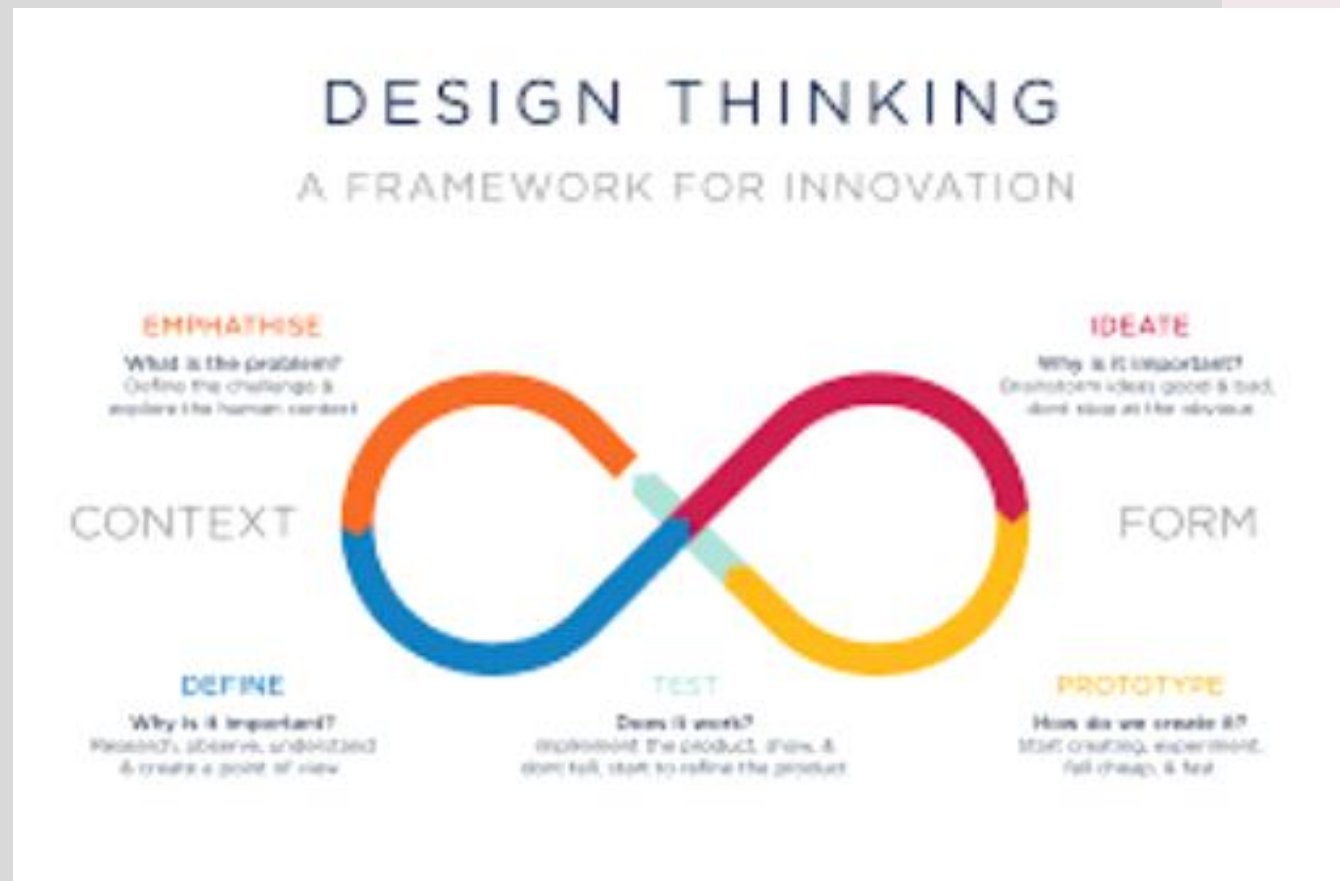 DESIGN THINKING
A FRAMEWORK FOR INNOVATION
EMPHATHISE
What is the problem?
Define the challenge &
explore the human context
IDEATE
Why is it important?
Brainstorm ideas good & bad,
dont stop at the obvious
CONTEXT
FORM
DEFINE
Why is it important?
Research, observe, understand
& create a point of view
TEST
Does it work?
Implement the product, show, &
dont tell, start to refine the product
PROTOTYPE
How do we create it?
Start creating, experiment,
fail cheap, & fast